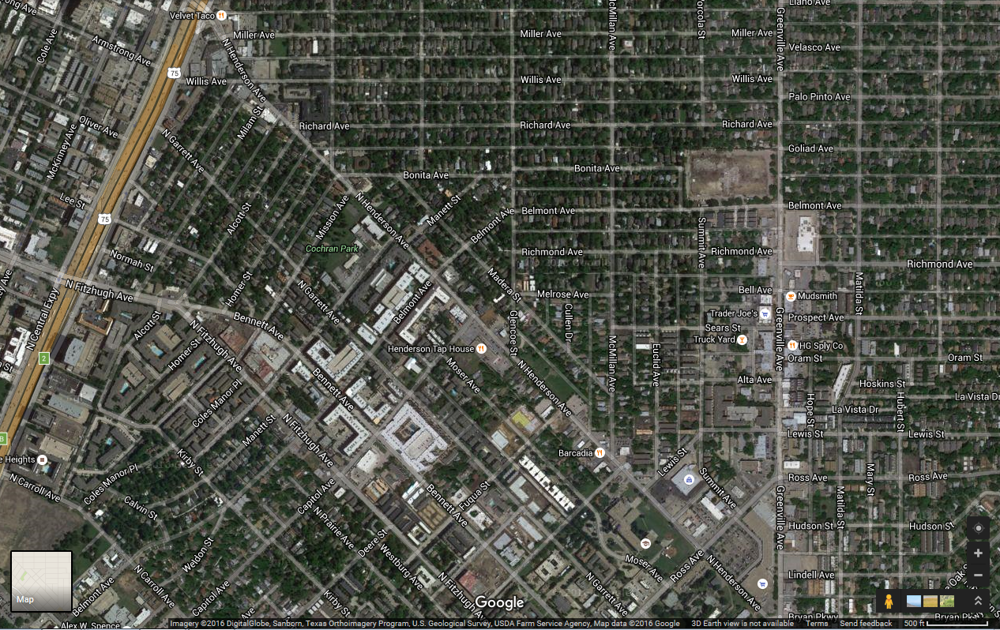 Llano Ave
Velvet Taco
Miller Ave
Miller Ave
Miller Ave
Armstrong Ave
Cole Ave
N Henderson Ave
McMillan Ave
Greenville Ave
Velasco Ave
75
Willis Ave
Willis Ave
Willis Ave
Palo Pinto Ave
Oliver Ave
Milam St
Richard Ave
Richard Ave
Richard Ave
McKinney Ave
N Garrett Ave
Goliad Ave
Bonita Ave
Bonita Ave
Lee St
Alcott St
Mission Ave
N Henderson Ave
Manett St
Belmont Ave
Belmont Ave
Belmont Ave
75
Cochran Park
Summit Ave
Richmond Ave
Richmond Ave
Richmond Ave
Normah St
N Fitzhugh Ave
Homer St
N Garrett Ave
Belmont Ave
Madera St
Melrose Ave
Bell Ave
Mudsmith
Matilda St
N Central Expy
Alcott St
Bennett Ave
Glencoe St
Cullen Dr
Trader Joe's
Prospect Ave
Sears St
Truck Yard
Greenville Ave
HG Sply Co
Henderson Tap House
Homer St
N Fitzhugh Ave
McMillan Ave
Euclid Ave
Oram St
Oram St
2
Moser Ave
N Henderson Ave
Bennett Ave
Coles Manor Pl
Alta Ave
Hoskins St
La Vista Dr
La Vista Dr
Hope St
Hubert St
Manett St
N Fitzhugh Ave
Lewis St
Lewis St
Lewis St
Heights
Kirby St
Barcadia
Coles Manor Pl
N Carroll Ave
Calvin St
Capitol Ave
Fuqua St
Bennett Ave
Summit Ave
Ross Ave
Ross Ave
Mary St
Matilda St
Greenville Ave
N Prairie Ave
Deere St
Westburg Ave
Weldon St
Hudson St
Hudson St
Moser Ave
Ross Ave
N Henderson Ave
Lindell Ave
N Carroll Ave
Belmont Ave
Capitol Ave
Kirby St
N Fitzhugh Ave
N Garrett Ave
Map
Google
Bryan Pkwy
Bryan Pkwy
Alex W. Spence
Imagery ©2016 DigitalGlobe, Sanborn, Texas Orthoimagery Program, U.S. Geological Survey, USDA Farm Service Agency, Map data ©2016 Google
3D Earth view is not available
Terms
Send feedback
500 ft